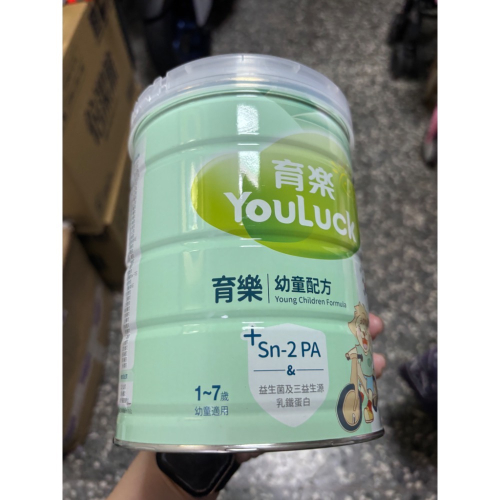 育楽
YouLuck
育樂 幼童配方
Young Children Formula
+Sn-2 PA
&
益生菌及三益生源
乳鐵蛋白
1~7歲
幼童適用